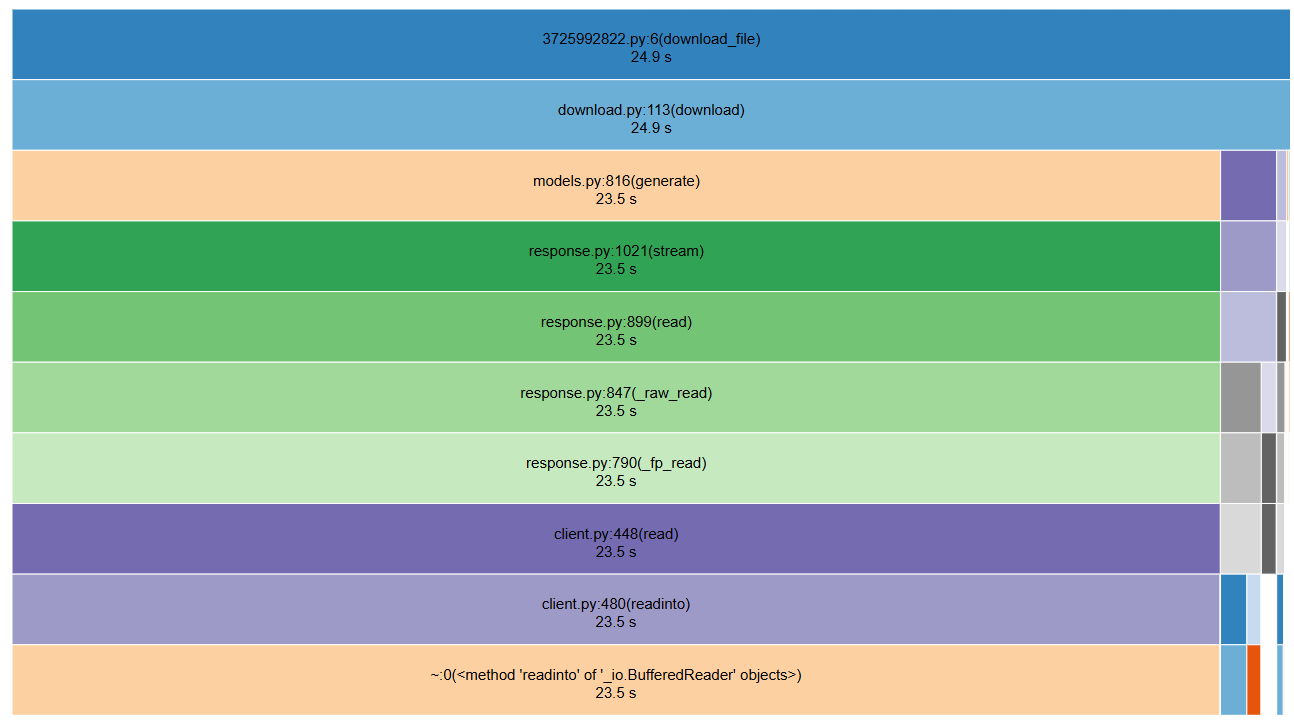 3725992822.py:6(download_file)
24.9 s
download.py:113(download)
24.9 s
models.py:816(generate)
23.5 s
response.py:1021(stream)
23.5 s
response.py:899(read)
23.5 s
response.py:847(_raw_read)
23.5 s
response.py:790(_fp_read)
23.5 s
client.py:448(read)
23.5 s
client.py:480(readinto)
23.5 s
~:0(<method 'readinto' of '_io.BufferedReader' objects>)
23.5 s